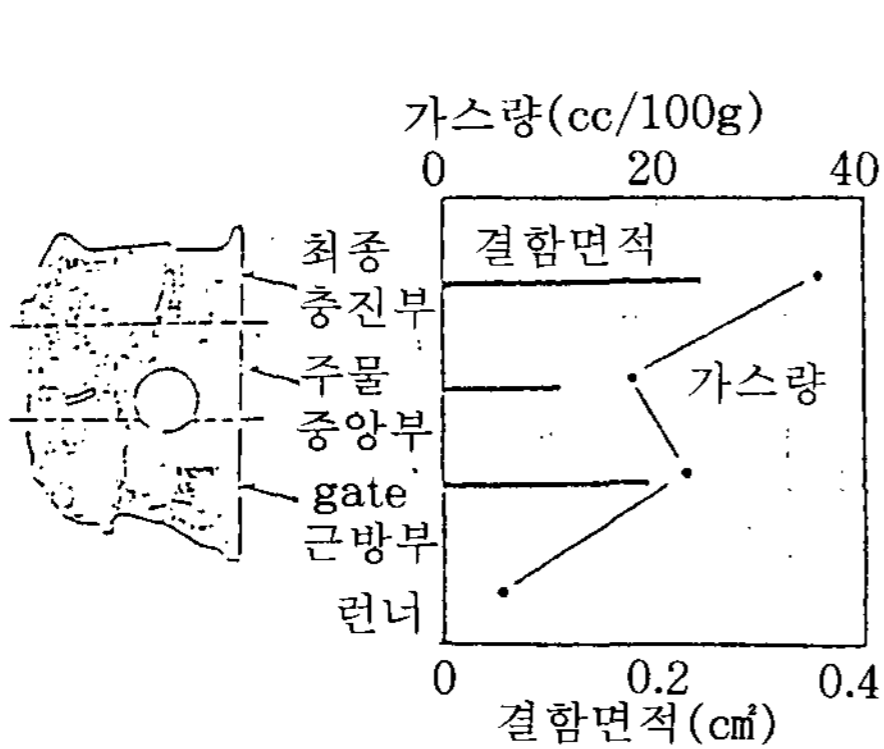 가스량(cc/100g)
0 20 40
최종
충진부
결함면적
주물
중앙부
가스량
gate
근방부
런너
0 0.2 0.4
결함면적(㎠)